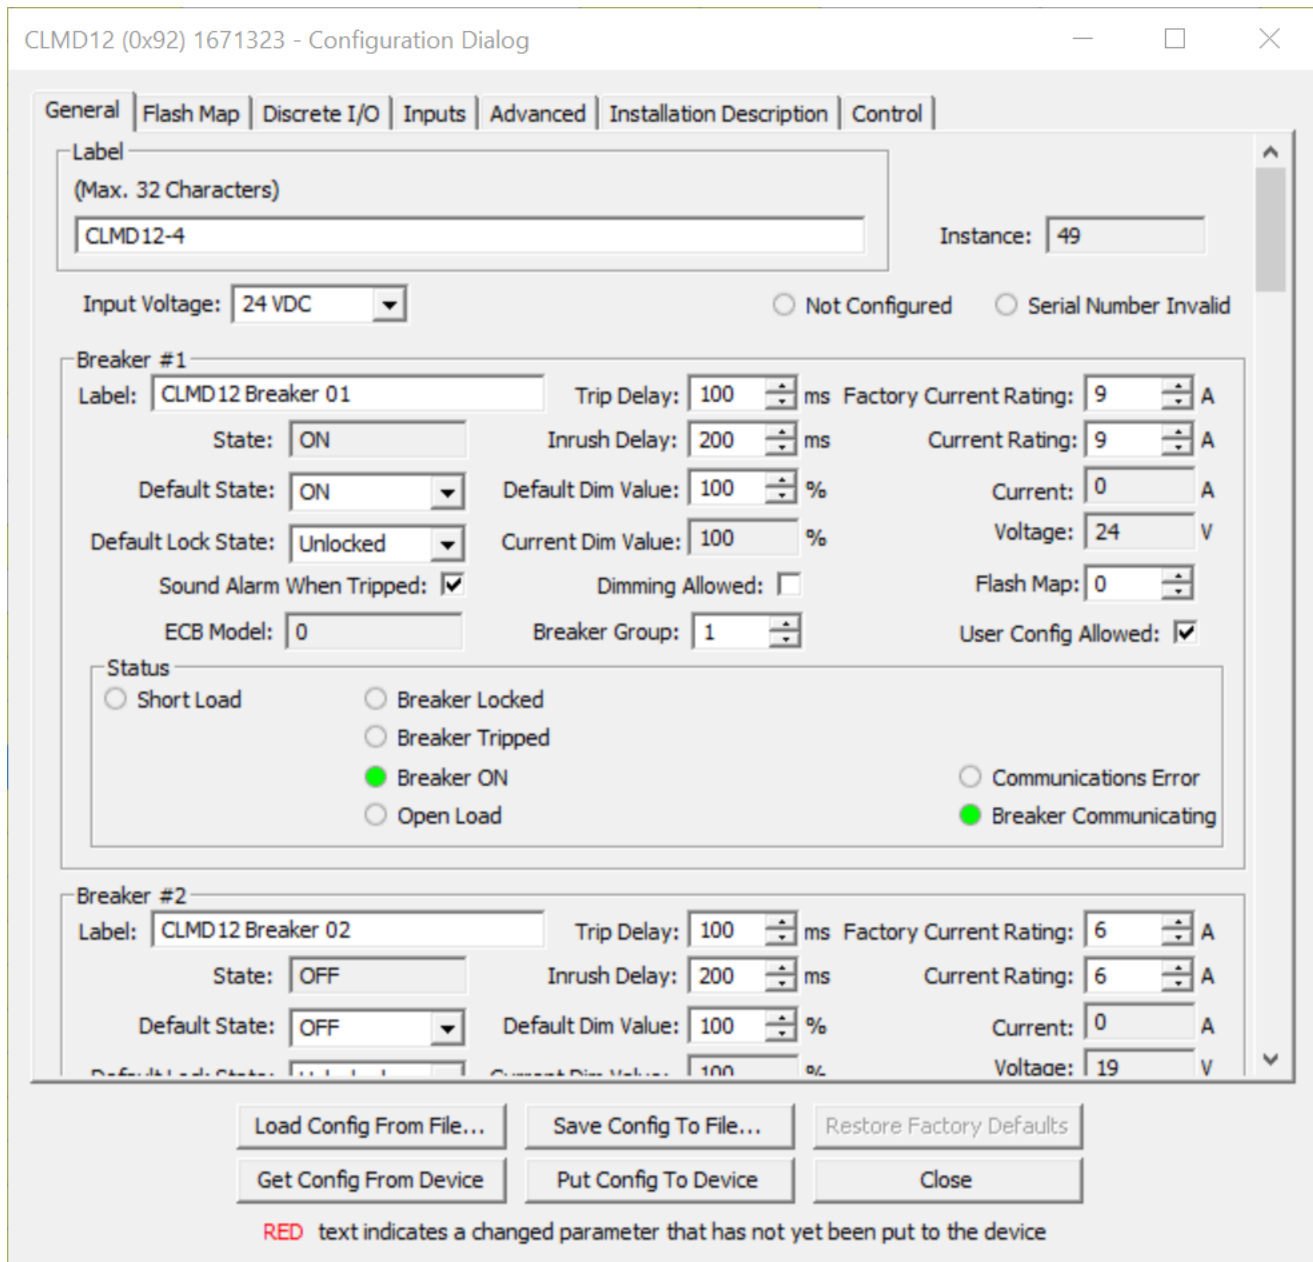 CLMD12 (0x92) 1671323 - Configuration Dialog
General Flash Map Discrete I/O Inputs Advanced Installation Description Control
Label
(Max. 32 Characters)
CLMD12-4
Instance: 49
Input Voltage: 24 VDC Not Configured Serial Number Invalid
Breaker #1
Label: CLMD12 Breaker 01 Trip Delay: 100 ms Factory Current Rating: 9 A
State: ON Inrush Delay: 200 ms Current Rating: 9 A
Default State: ON Default Dim Value: 100 % Current: 0 A
Default Lock State: Unlocked Current Dim Value: 100 % Voltage: 24 V
Sound Alarm When Tripped: Dimming Allowed: Flash Map: 0
ECB Model: 0 Breaker Group: 1 User Config Allowed:
Status
Short Load Breaker Locked
Breaker Tripped
Breaker ON Communications Error
Open Load Breaker Communicating
Breaker #2
Label: CLMD12 Breaker 02 Trip Delay: 100 ms Factory Current Rating: 6 A
State: OFF Inrush Delay: 200 ms Current Rating: 6 A
Default State: OFF Default Dim Value: 100 % Current: 0 A
Default Lock State: Unlocked Current Dim Value: 100 % Voltage: 19 V
Load Config From File... Save Config To File... Restore Factory Defaults
Get Config From Device Put Config To Device Close
RED text indicates a changed parameter that has not yet been put to the device